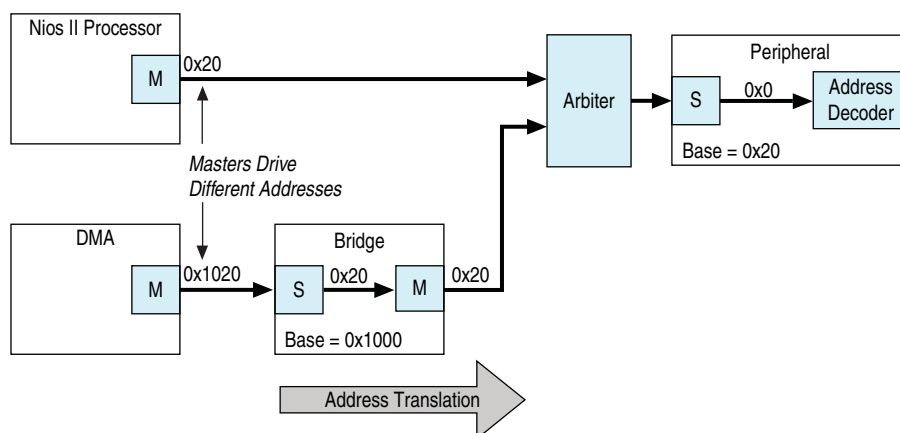 Nios II Processor
M
0x20
Masters Drive
Different Addresses
Arbiter
Peripheral
S
0x0
Address
Decoder
Base = 0x20
DMA
M
0x1020
Bridge
S
0x20
M
0x20
Base = 0x1000
Address Translation